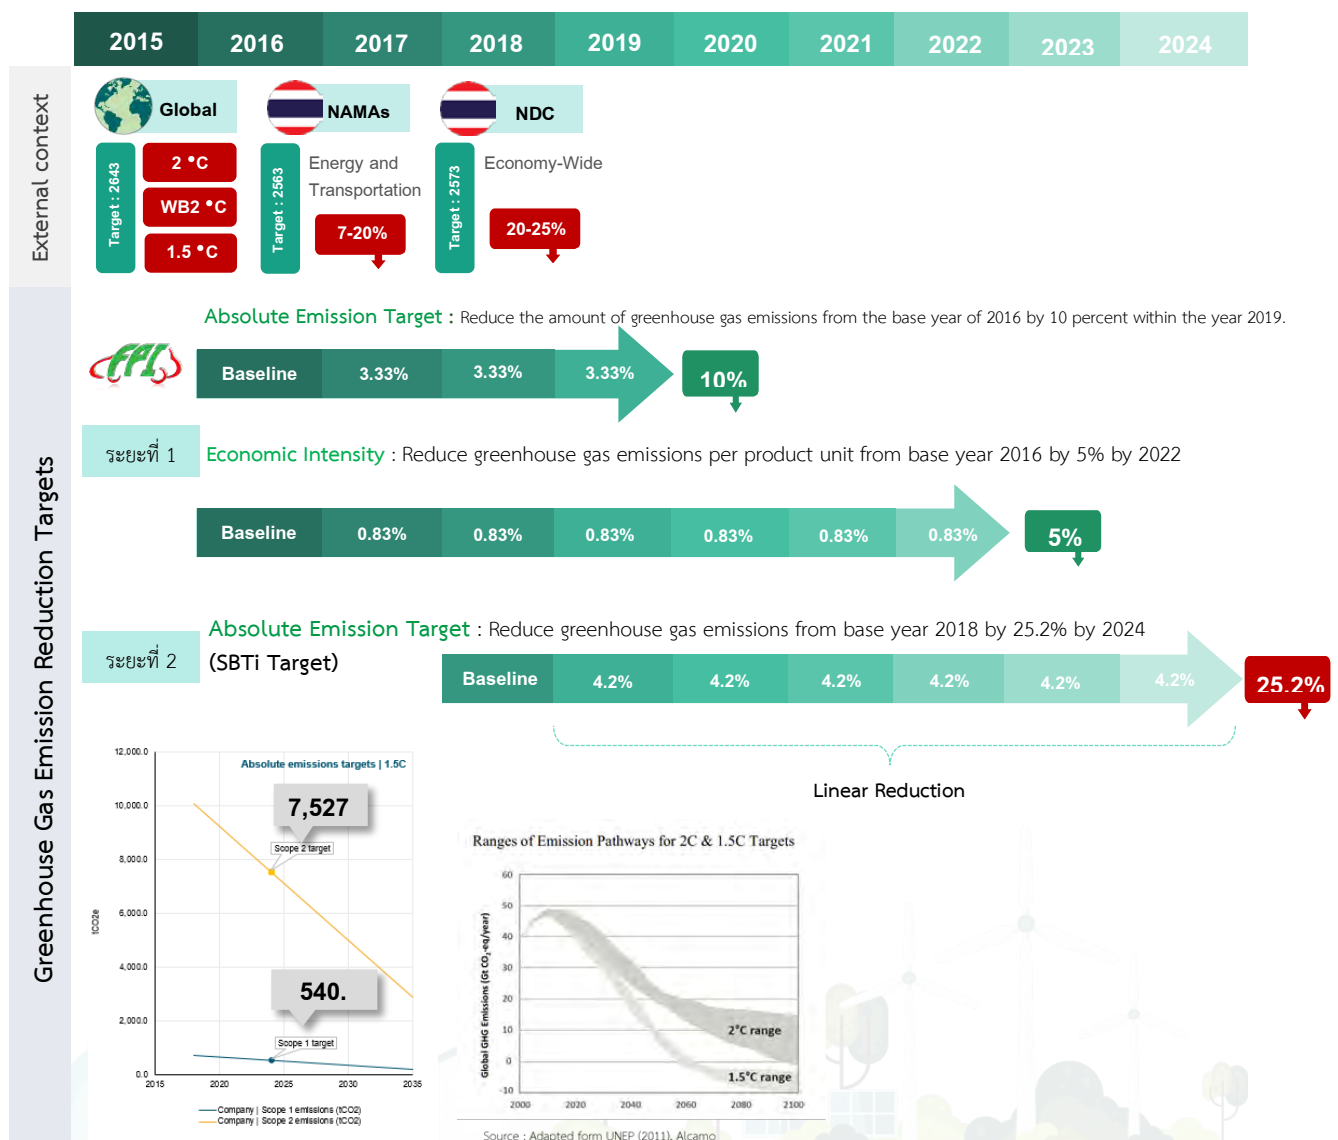 2015 2016 2017 2018 2019 2020 2021 2022 2023 2024
External context
Global
Target : 2643
2 °C
WB2 °C
1.5 °C
NAMAs
Target : 2563
Energy and
Transportation
7-20%
NDC
Target : 2573
Economy-Wide
20-25%
Greenhouse Gas Emission Reduction Targets
Absolute Emission Target : Reduce the amount of greenhouse gas emissions from the base year of 2016 by 10 percent within the year 2019.
FPI
Baseline 3.33% 3.33% 3.33% 10%
ระยะที่ 1
Economic Intensity : Reduce greenhouse gas emissions per product unit from base year 2016 by 5% by 2022
Baseline 0.83% 0.83% 0.83% 0.83% 0.83% 0.83% 5%
ระยะที่ 2
Absolute Emission Target : Reduce greenhouse gas emissions from base year 2018 by 25.2% by 2024
(SBTi Target)
Baseline 4.2% 4.2% 4.2% 4.2% 4.2% 4.2% 25.2%
Linear Reduction
Absolute emissions targets | 1.5C
tCO2e
12,000.0
10,000.0
8,000.0
6,000.0
4,000.0
2,000.0
0.0
2015 2020 2025 2030 2035
7,527
Scope 2 target
540.
Scope 1 target
Company | Scope 1 emissions (tCO2)
Company | Scope 2 emissions (tCO2)
Ranges of Emission Pathways for 2C & 1.5C Targets
Global GHG Emissions (Gt CO₂-eq/year)
60
50
40
30
20
10
0
-10
2000 2020 2040 2060 2080 2100
2°C range
1.5°C range
Source : Adapted form UNEP (2011), Alcamo